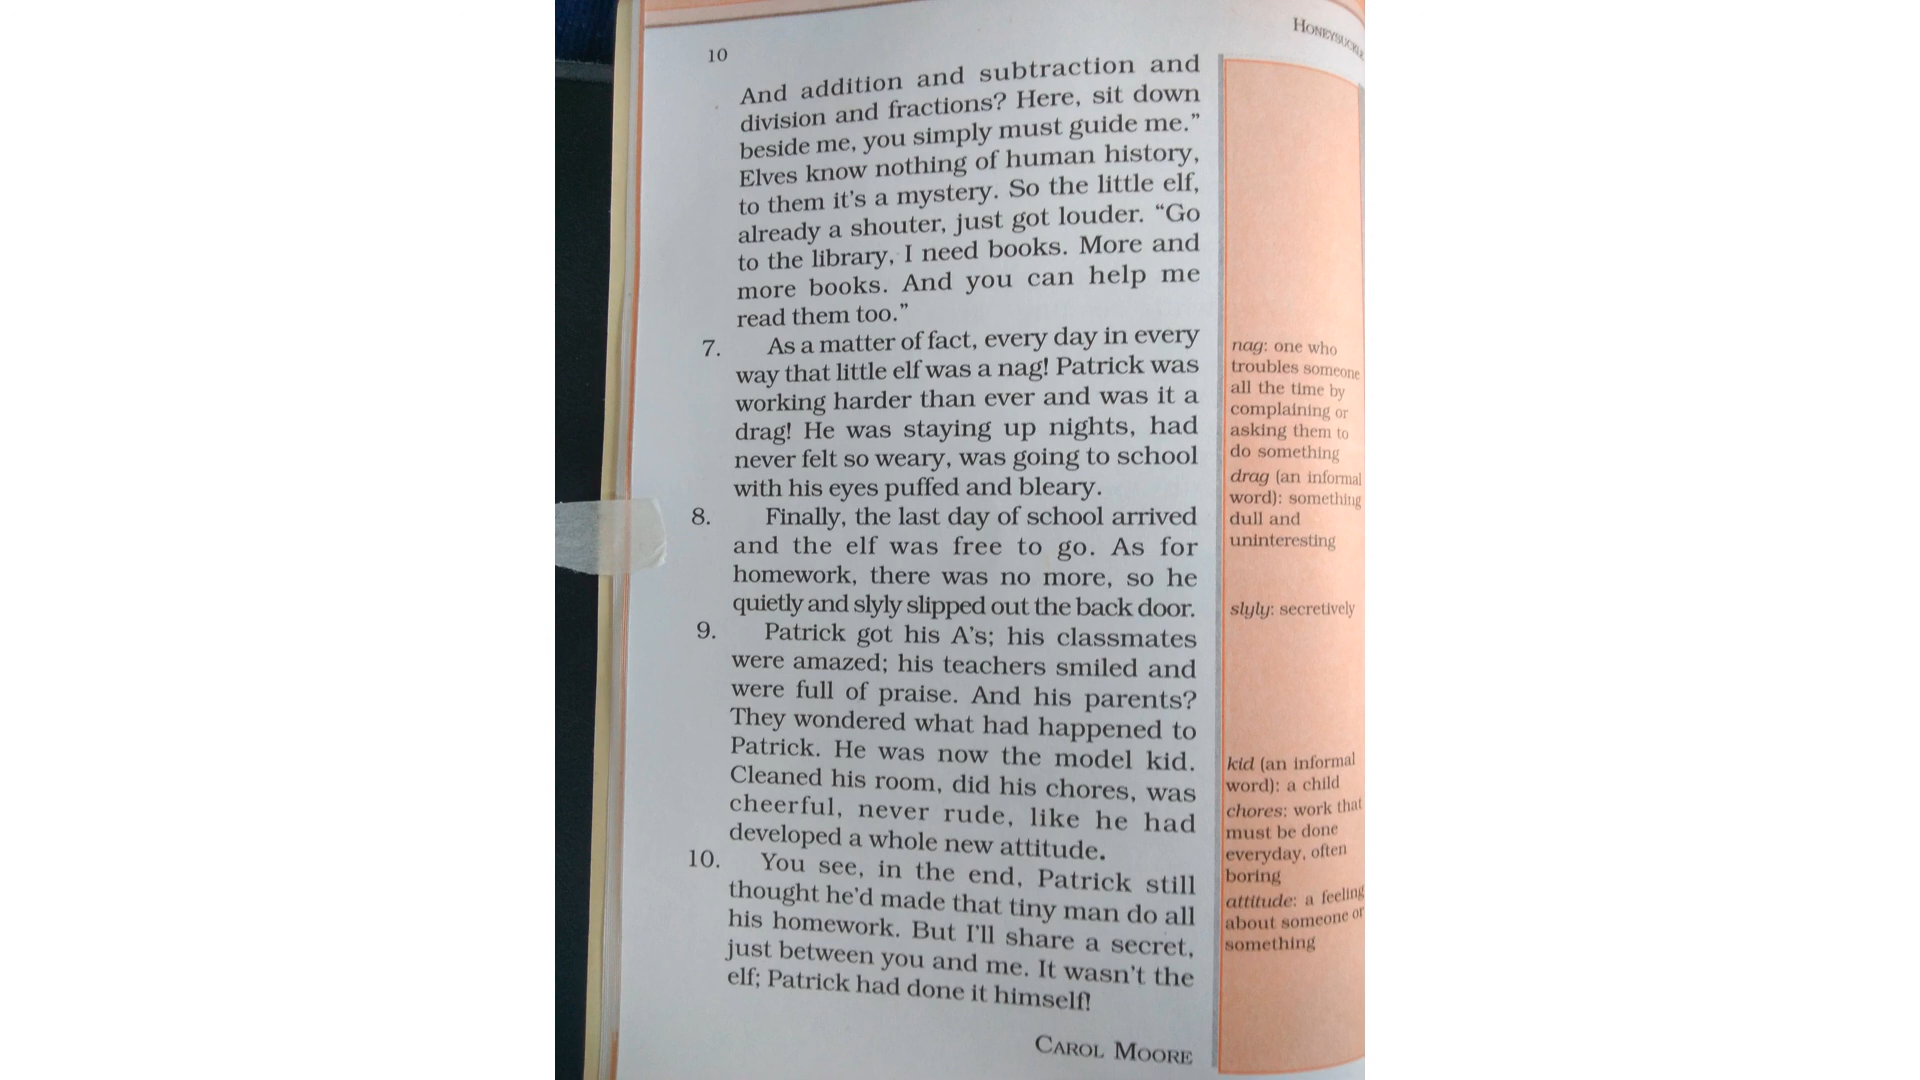 10
HONEYSUCKLE
And addition and subtraction and
division and fractions? Here, sit down
beside me, you simply must guide me.”
Elves know nothing of human history,
to them it’s a mystery. So the little elf,
already a shouter, just got louder. “Go
to the library, I need books. More and
more books. And you can help me
read them too.”
7. As a matter of fact, every day in every
way that little elf was a nag! Patrick was
working harder than ever and was it a
drag! He was staying up nights, had
never felt so weary, was going to school
with his eyes puffed and bleary.
8. Finally, the last day of school arrived
and the elf was free to go. As for
homework, there was no more, so he
quietly and slyly slipped out the back door.
9. Patrick got his A’s; his classmates
were amazed; his teachers smiled and
were full of praise. And his parents?
They wondered what had happened to
Patrick. He was now the model kid.
Cleaned his room, did his chores, was
cheerful, never rude, like he had
developed a whole new attitude.
10. You see, in the end, Patrick still
thought he’d made that tiny man do all
his homework. But I’ll share a secret,
just between you and me. It wasn’t the
elf; Patrick had done it himself!
CAROL MOORE
nag: one who
troubles someone
all the time by
complaining or
asking them to
do something
drag (an informal
word): something
dull and
uninteresting
slyly: secretively
kid (an informal
word): a child
chores: work that
must be done
everyday, often
boring
attitude: a feeling
about someone or
something